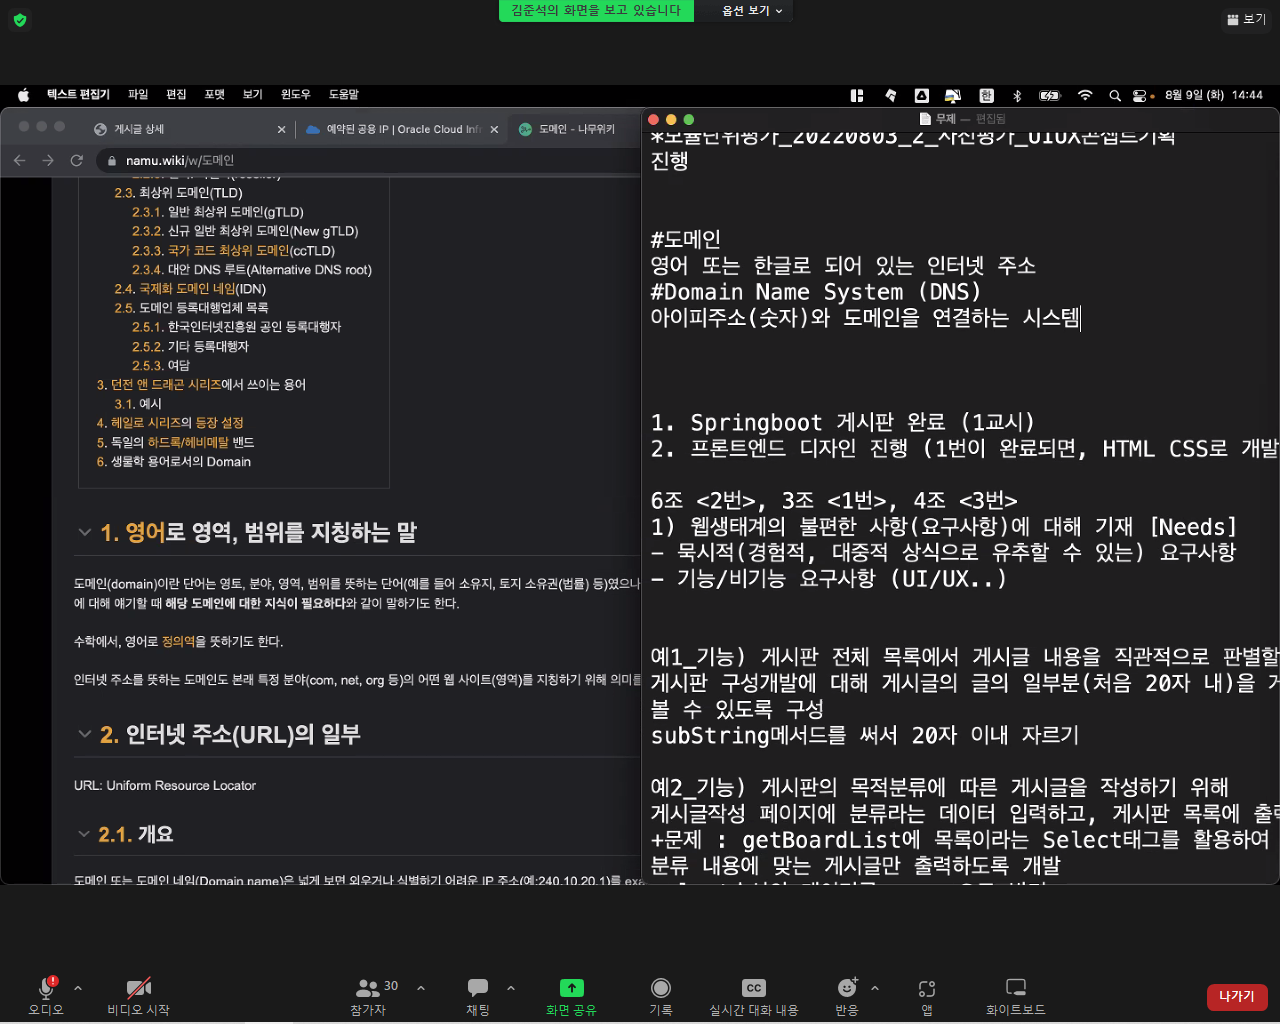 김준석의 화면을 보고 있습니다
옵션 보기
보기
텍스트 편집기 파일 편집 포맷 보기 윈도우 도움말
한
8월 9일 (화) 14:44
게시글 상세
예약된 공용 IP | Oracle Cloud Infr
도메인 - 나무위키
namu.wiki/w/도메인
2.3. 최상위 도메인(TLD)
2.3.1. 일반 최상위 도메인(gTLD)
2.3.2. 신규 일반 최상위 도메인(New gTLD)
2.3.3. 국가 코드 최상위 도메인(ccTLD)
2.3.4. 대안 DNS 루트(Alternative DNS root)
2.4. 국제화 도메인 네임(IDN)
2.5. 도메인 등록대행업체 목록
2.5.1. 한국인터넷진흥원 공인 등록대행자
2.5.2. 기타 등록대행자
2.5.3. 여담
3. 던전 앤 드래곤 시리즈에서 쓰이는 용어
3.1. 예시
4. 헤일로 시리즈의 등장 설정
5. 독일의 하드록/헤비메탈 밴드
6. 생물학 용어로서의 Domain
1. 영어로 영역, 범위를 지칭하는 말
도메인(domain)이란 단어는 영토, 분야, 영역, 범위를 뜻하는 단어(예를 들어 소유지, 토지 소유권(법률) 등)였으나
에 대해 얘기할 때 해당 도메인에 대한 지식이 필요하다와 같이 말하기도 한다.
수학에서, 영어로 정의역을 뜻하기도 한다.
인터넷 주소를 뜻하는 도메인도 본래 특정 분야(com, net, org 등)의 어떤 웹 사이트(영역)를 지칭하기 위해 의미를
2. 인터넷 주소(URL)의 일부
URL: Uniform Resource Locator
2.1. 개요
도메인 또는 도메인 네임(Domain name)은 넓게 보면 외우거나 식별하기 어려운 IP 주소(예:240.10.20.1)를 exa
무제 — 편집됨
*모듈단위평가_20220803_2_사전평가_UIUX콘셉트기획
진행
#도메인
영어 또는 한글로 되어 있는 인터넷 주소
#Domain Name System (DNS)
아이피주소(숫자)와 도메인을 연결하는 시스템
1. Springboot 게시판 완료 (1교시)
2. 프론트엔드 디자인 진행 (1번이 완료되면, HTML CSS로 개발
6조 <2번>, 3조 <1번>, 4조 <3번>
1) 웹생태계의 불편한 사항(요구사항)에 대해 기재 [Needs]
- 묵시적(경험적, 대중적 상식으로 유추할 수 있는) 요구사항
- 기능/비기능 요구사항 (UI/UX..)
예1_기능) 게시판 전체 목록에서 게시글 내용을 직관적으로 판별할
게시판 구성개발에 대해 게시글의 글의 일부분(처음 20자 내)을 게
볼 수 있도록 구성
subString메서드를 써서 20자 이내 자르기
예2_기능) 게시판의 목적분류에 따른 게시글을 작성하기 위해
게시글작성 페이지에 분류라는 데이터 입력하고, 게시판 목록에 출력
+문제 : getBoardList에 목록이라는 Select태그를 활용하여
분류 내용에 맞는 게시글만 출력하도록 개발
오디오
비디오 시작
30
참가자
채팅
화면 공유
기록
CC
실시간 대화 내용
반응
앱
화이트보드
나가기